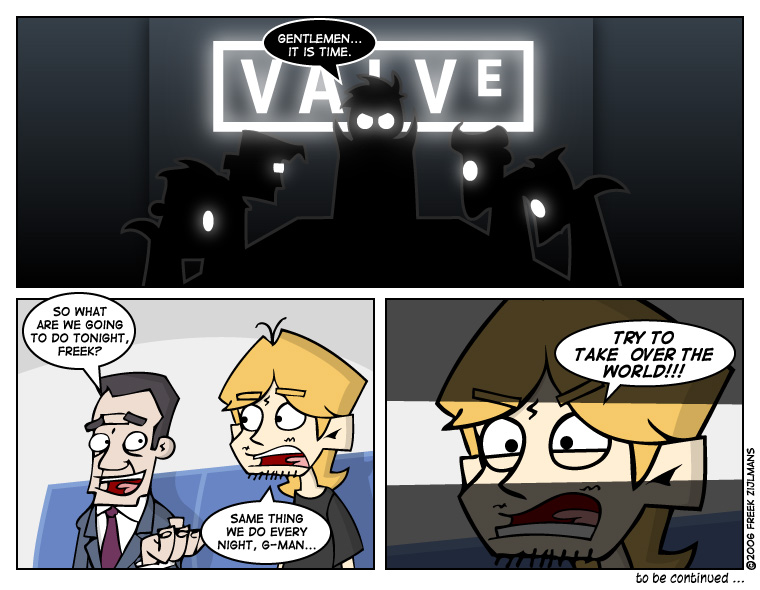 GENTLEMEN...
IT IS TIME.
VALVE
SO WHAT
ARE WE GOING
TO DO TONIGHT,
FREEK?
SAME THING
WE DO EVERY
NIGHT, G-MAN...
TRY TO
TAKE OVER THE
WORLD!!!
©2006 FREEK ZIJLMANS
to be continued ...